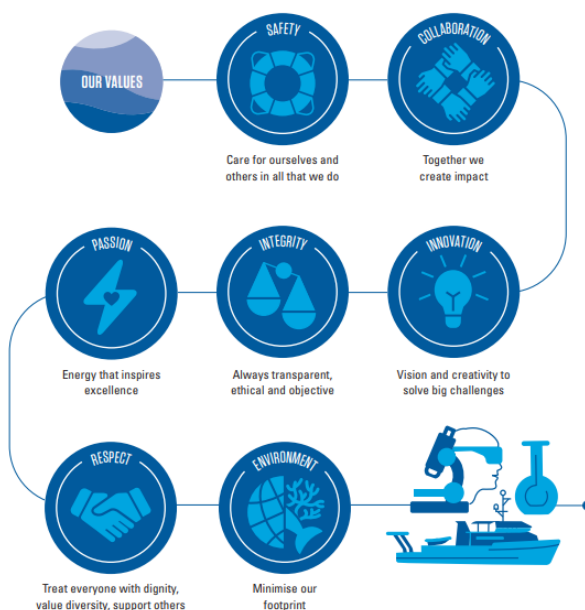 OUR VALUES
SAFETY
Care for ourselves and
others in all that we do
COLLABORATION
Together we
create impact
INNOVATION
Vision and creativity to
solve big challenges
INTEGRITY
Always transparent,
ethical and objective
PASSION
Energy that inspires
excellence
RESPECT
Treat everyone with dignity,
value diversity, support others
ENVIRONMENT
Minimise our
footprint